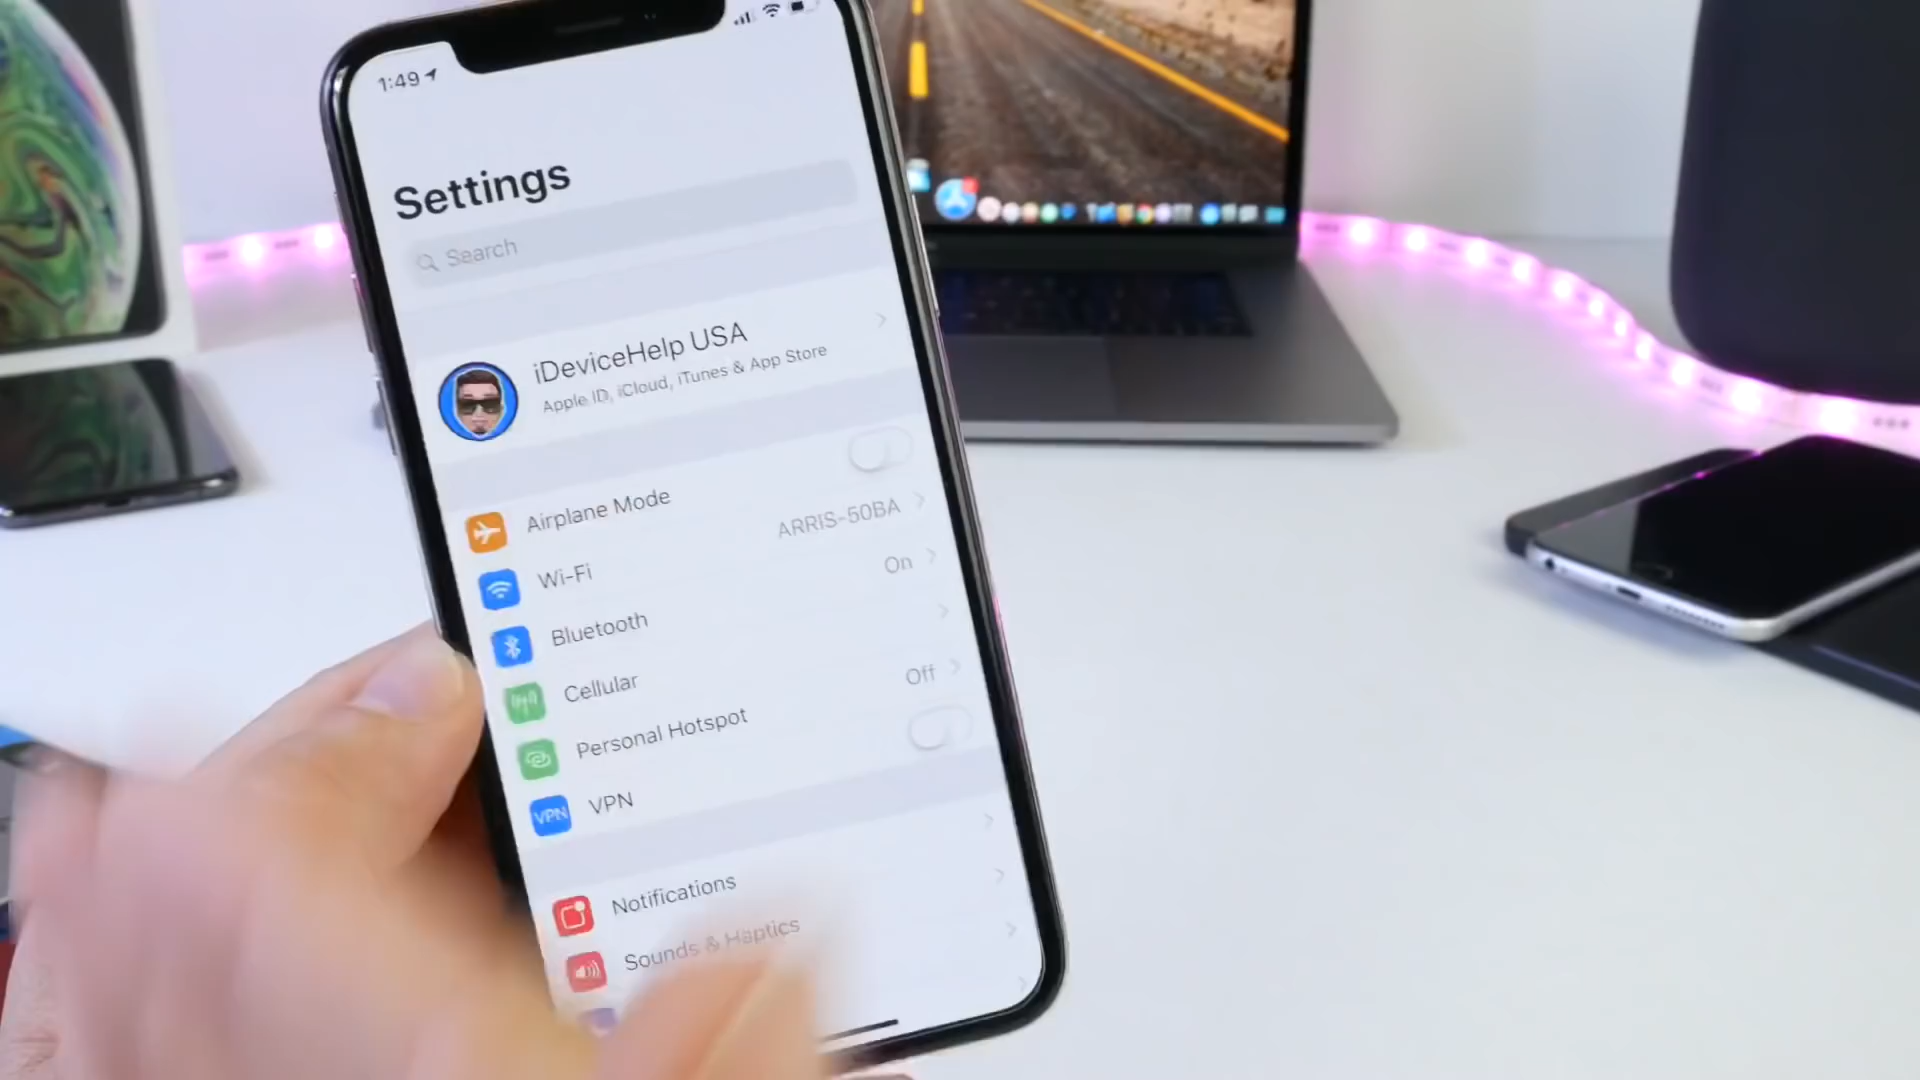 1:49
Settings
Search
iDeviceHelp USA
Apple ID, iCloud, iTunes & App Store
Airplane Mode
Wi-Fi
ARRIS-50BA
Bluetooth
On
Cellular
Personal Hotspot
Off
VPN
VPN
Notifications
Sounds & Haptics